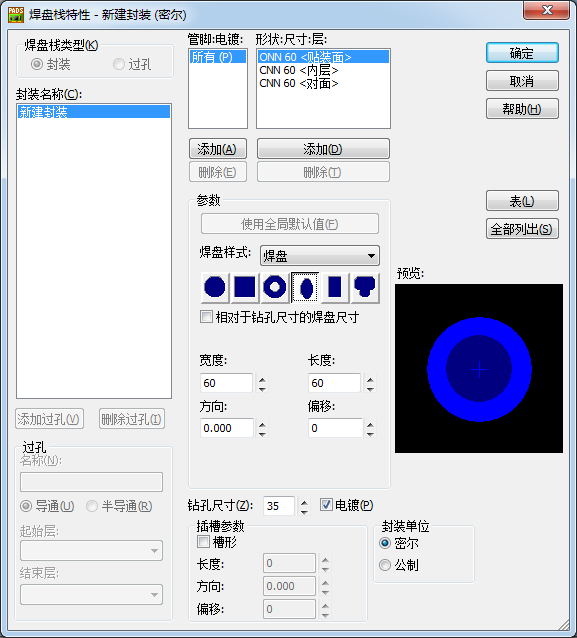 PADS
焊盘栈特性 - 新建封装 (密尔)
焊盘栈类型(K)
封装
过孔
封装名称(C):
新建封装
添加过孔(V)
删除过孔(I)
过孔
名称(N):
导通(U)
半导通(R)
起始层:
结束层:
管脚:电镀:
所有 (P)
添加(A)
删除(E)
形状:尺寸:层:
ONN 60 <贴装面>
CNN 60 <内层>
CNN 60 <对面>
添加(D)
删除(T)
参数
使用全局默认值(F)
焊盘样式:
焊盘
相对于钻孔尺寸的焊盘尺寸
宽度:
长度:
60
60
方向:
偏移:
0.000
0
钻孔尺寸(Z):
35
电镀(P)
插槽参数
槽形
长度:
0
方向:
0.000
偏移:
0
封装单位
密尔
公制
确定
取消
帮助(H)
表(L)
全部列出(S)
预览: